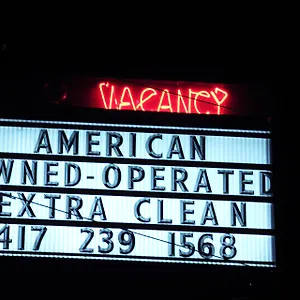 VACANCY
AMERICAN
WNED-OPERATED
EXTRA CLEAN
417 239 1568